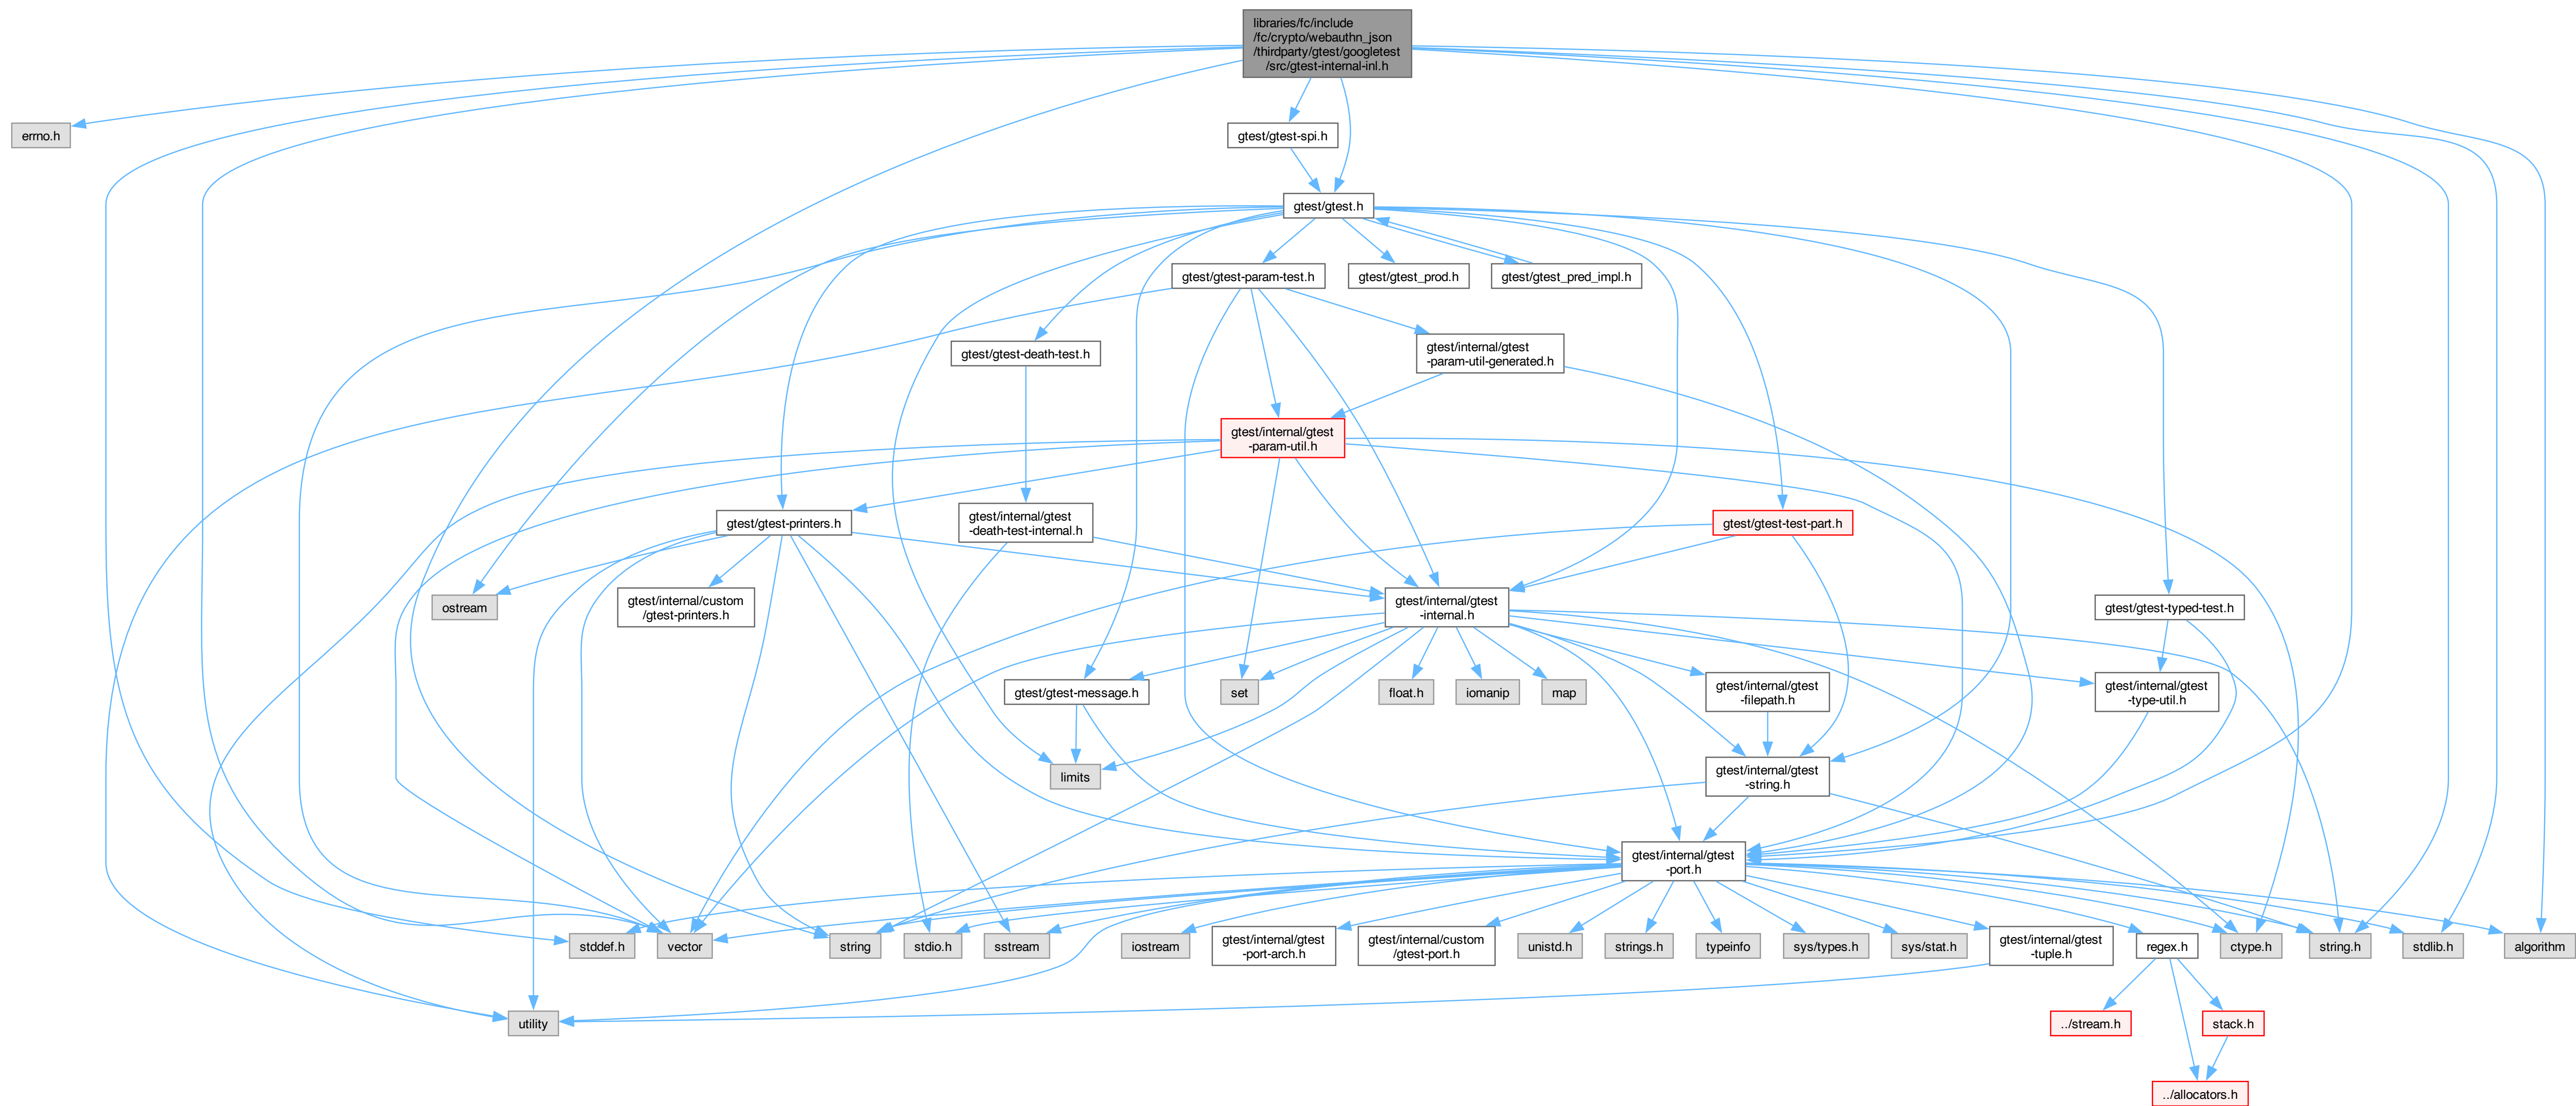 libraries/fc/include
/fc/crypto/webauthn_json
/thirdparty/gtest/googletest
/src/gtest-internal-inl.h
errno.h
gtest/gtest-spi.h
gtest/gtest.h
gtest/gtest-param-test.h
gtest/gtest_prod.h
gtest/gtest_pred_impl.h
gtest/gtest-death-test.h
gtest/internal/gtest
-param-util-generated.h
gtest/internal/gtest
-param-util.h
gtest/gtest-printers.h
gtest/internal/gtest
-death-test-internal.h
gtest/gtest-test-part.h
ostream
gtest/internal/custom
/gtest-printers.h
gtest/internal/gtest
-internal.h
gtest/gtest-typed-test.h
gtest/gtest-message.h
set
float.h
iomanip
map
gtest/internal/gtest
-filepath.h
gtest/internal/gtest
-type-util.h
limits
gtest/internal/gtest
-string.h
gtest/internal/gtest
-port.h
stddef.h
vector
string
stdio.h
sstream
iostream
gtest/internal/gtest
-port-arch.h
gtest/internal/custom
/gtest-port.h
unistd.h
strings.h
typeinfo
sys/types.h
sys/stat.h
gtest/internal/gtest
-tuple.h
regex.h
ctype.h
string.h
stdlib.h
algorithm
utility
../stream.h
stack.h
../allocators.h